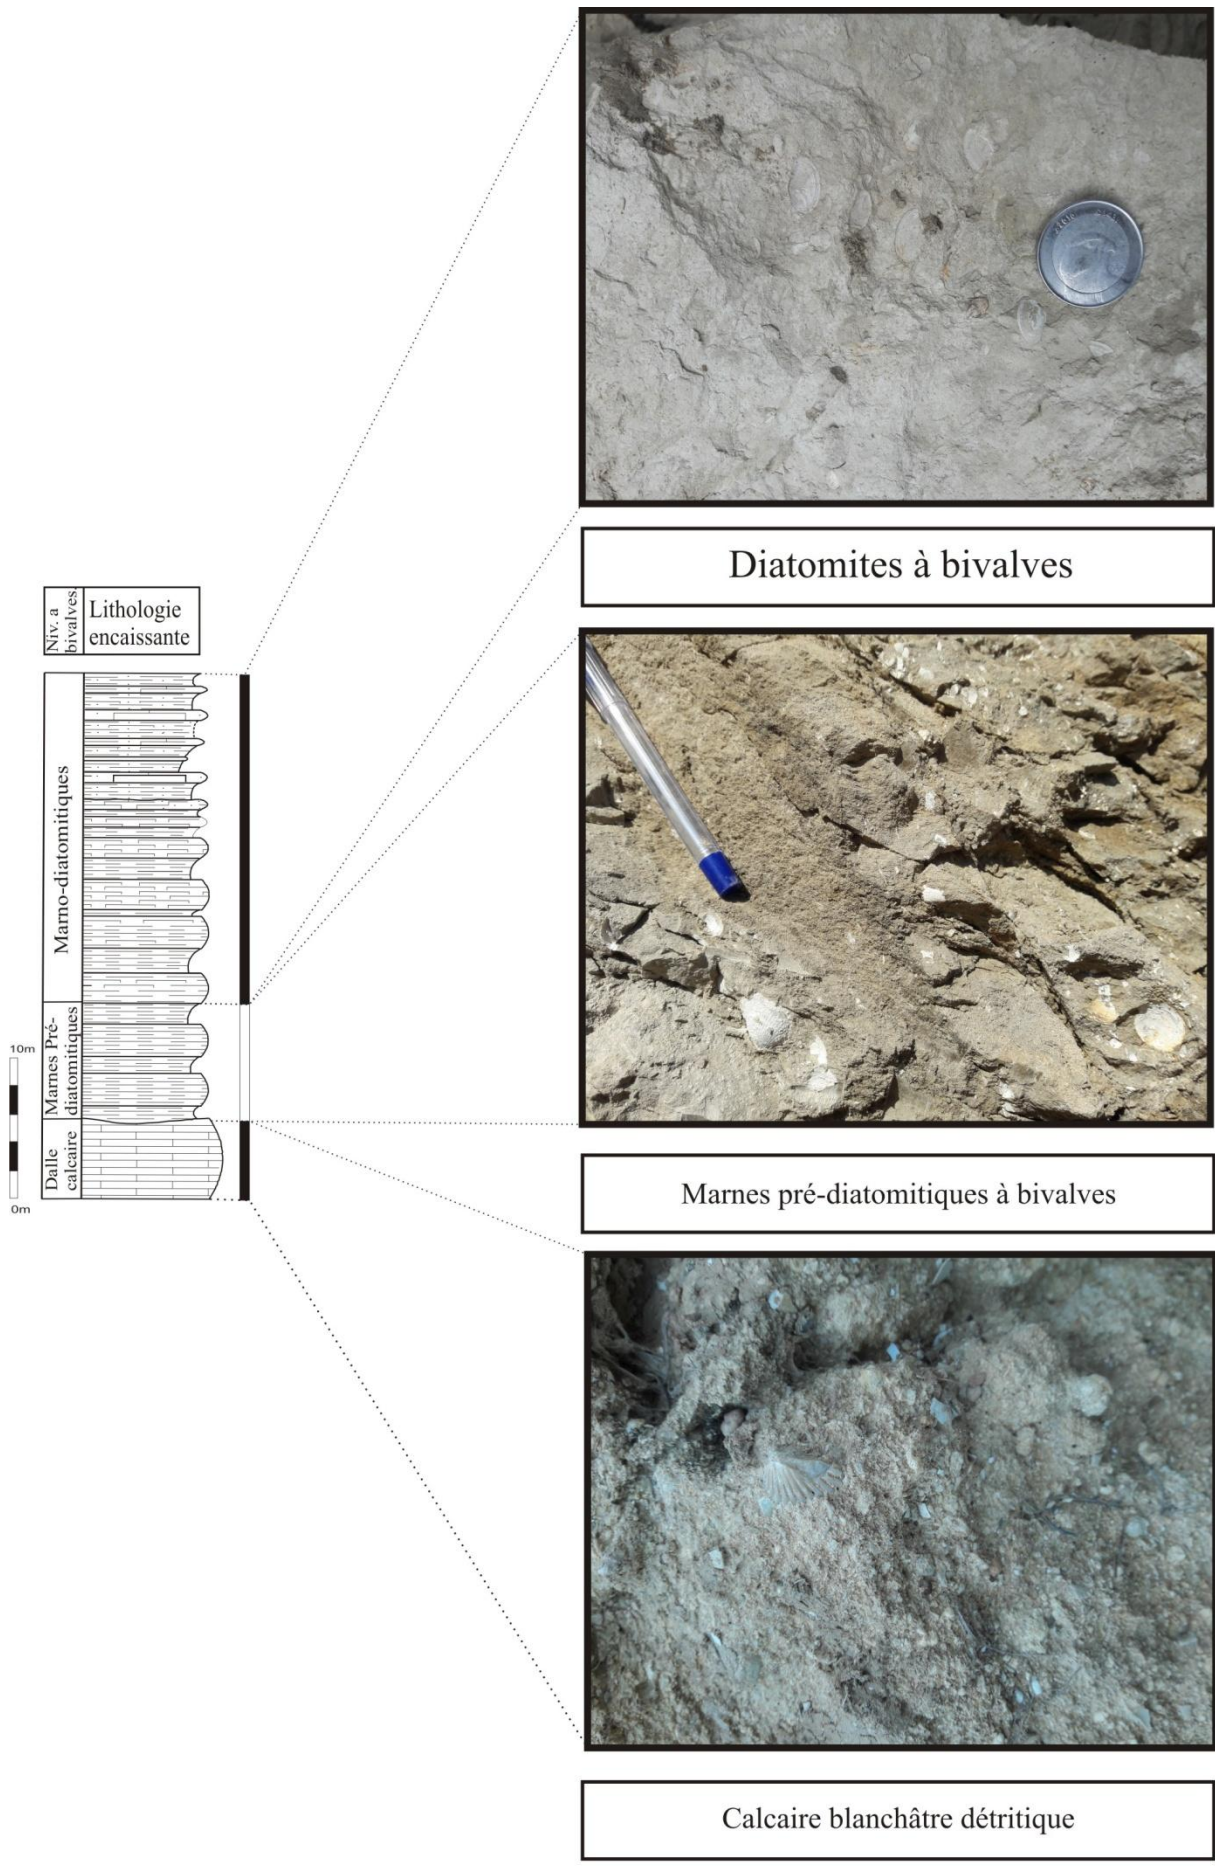 Diatomites à bivalves
Niv. a
bivalves
Lithologie
encaissante
Marno-diatomitiques
Marnes Pré-
diatomitiques
Dalle
calcaire
10m
0m
Marnes pré-diatomitiques à bivalves
Calcaire blanchâtre détritique